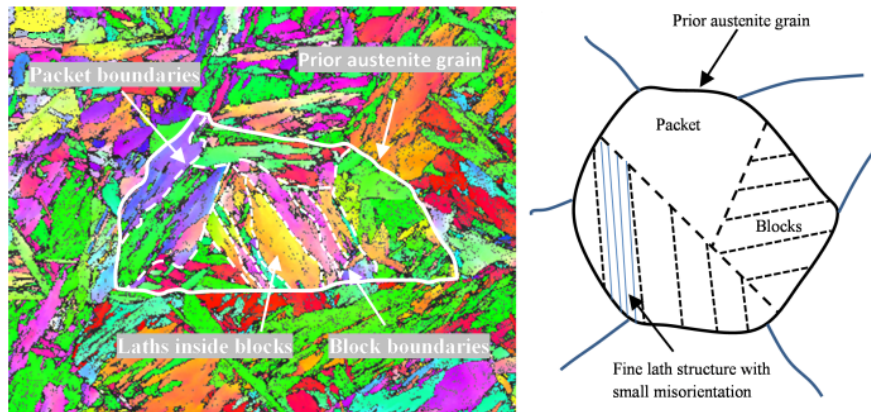 Packet boundaries
Prior austenite grain
Laths inside blocks
Block boundaries
Prior austenite grain
Packet
Blocks
Fine lath structure with
small misorientation